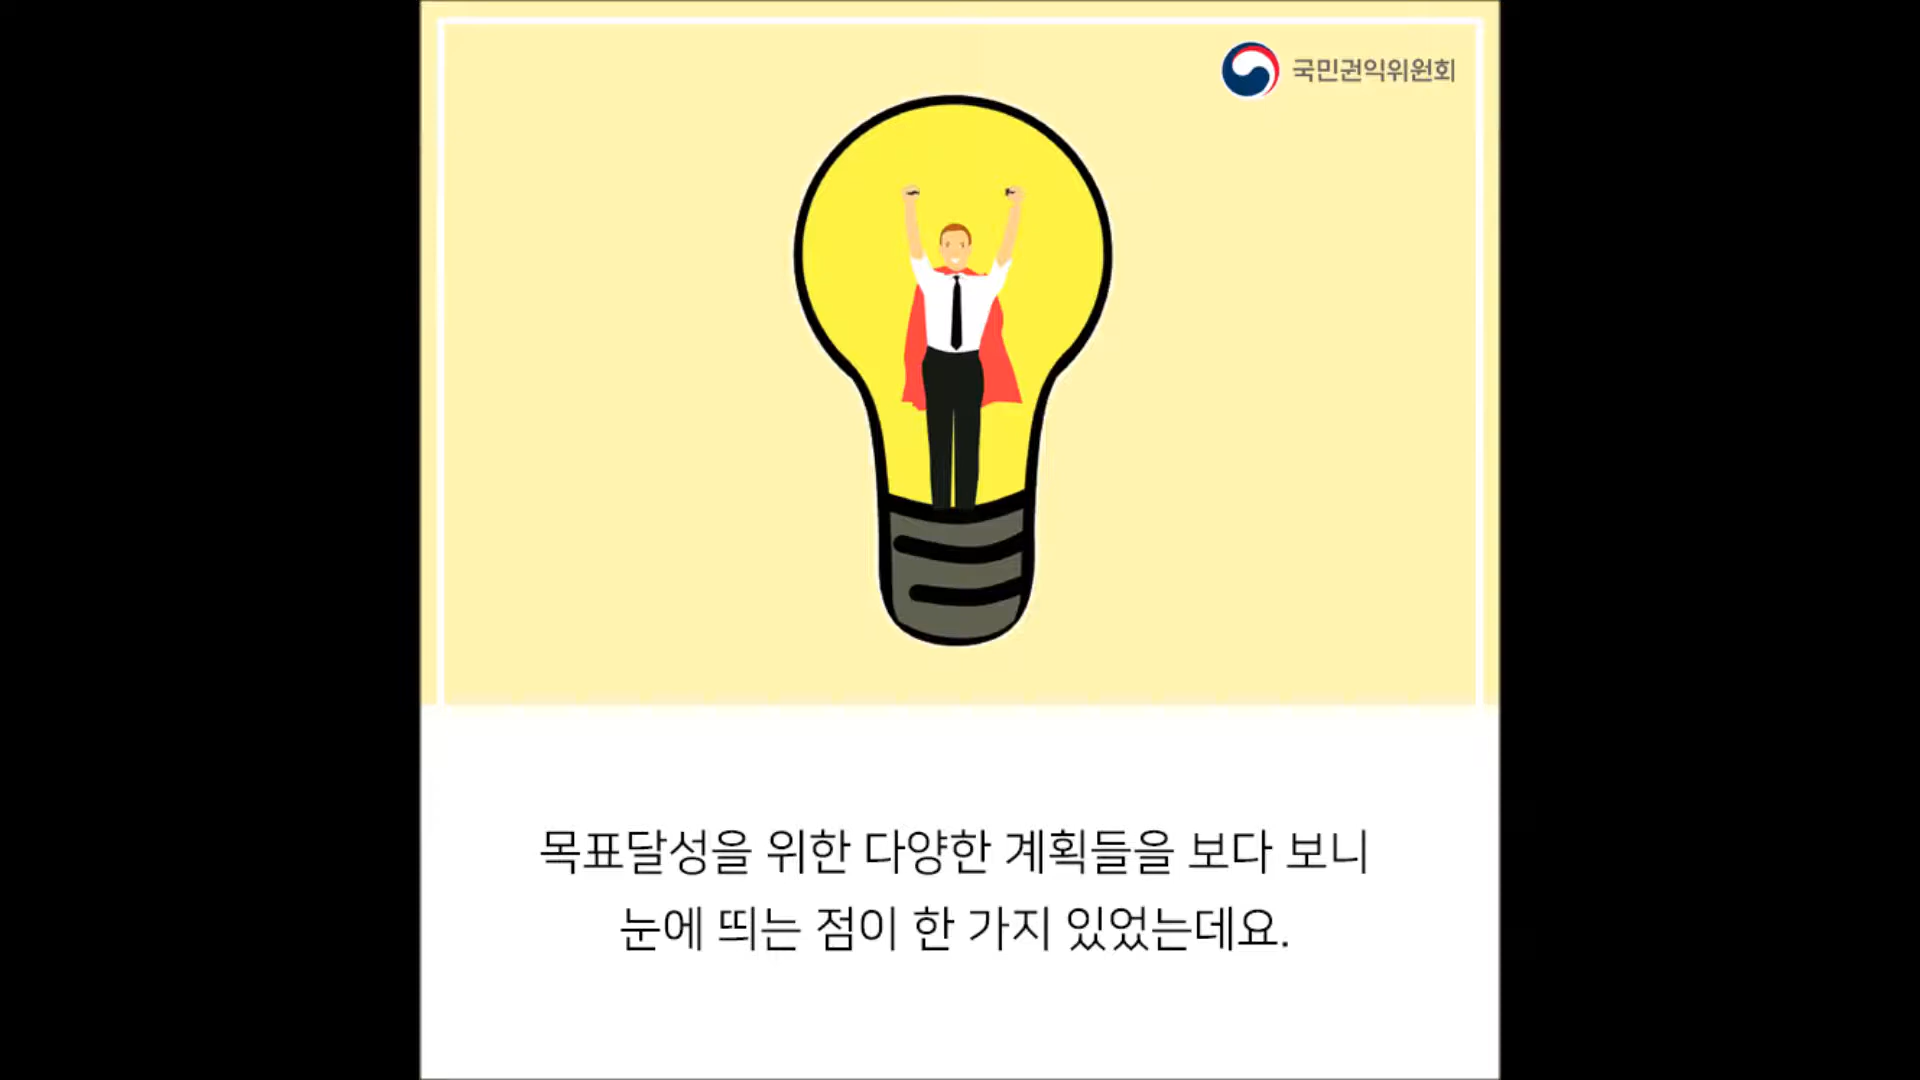 국민권익위원회
목표달성을 위한 다양한 계획들을 보다 보니
눈에 띄는 점이 한 가지 있었는데요.